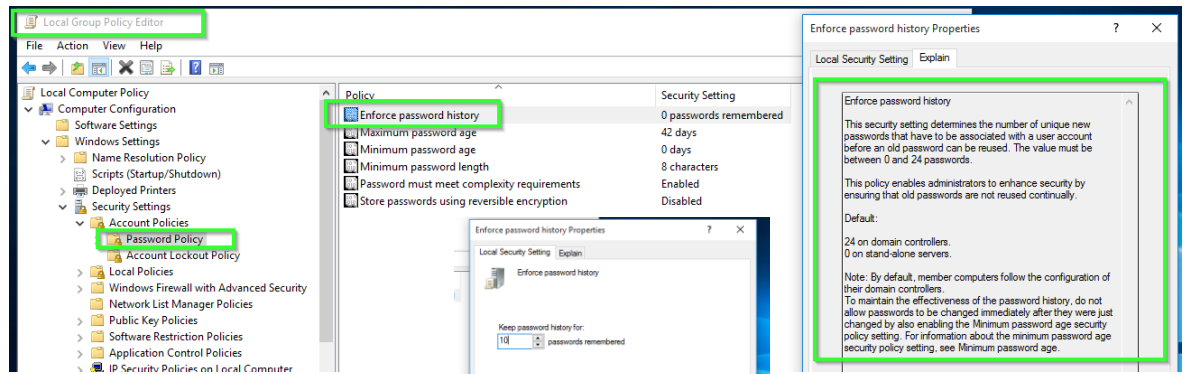 Local Group Policy Editor
File Action View Help
Local Computer Policy
Computer Configuration
Software Settings
Windows Settings
Name Resolution Policy
Scripts (Startup/Shutdown)
Deployed Printers
Security Settings
Account Policies
Password Policy
Account Lockout Policy
Local Policies
Windows Firewall with Advanced Security
Network List Manager Policies
Public Key Policies
Software Restriction Policies
Application Control Policies
IP Security Policies on Local Computer
Policy Security Setting
Enforce password history 0 passwords remembered
Maximum password age 42 days
Minimum password age 0 days
Minimum password length 8 characters
Password must meet complexity requirements Enabled
Store passwords using reversible encryption Disabled
Enforce password history Properties ? ×
Local Security Setting Explain
Enforce password history
Keep password history for:
10 passwords remembered
Enforce password history Properties ? ×
Local Security Setting Explain
Enforce password history
This security setting determines the number of unique new
passwords that have to be associated with a user account
before an old password can be reused. The value must be
between 0 and 24 passwords.
This policy enables administrators to enhance security by
ensuring that old passwords are not reused continually.
Default:
24 on domain controllers.
0 on stand-alone servers.
Note: By default, member computers follow the configuration of
their domain controllers.
To maintain the effectiveness of the password history, do not
allow passwords to be changed immediately after they were just
changed by also enabling the Minimum password age security
policy setting. For information about the minimum password age
security policy setting, see Minimum password age.